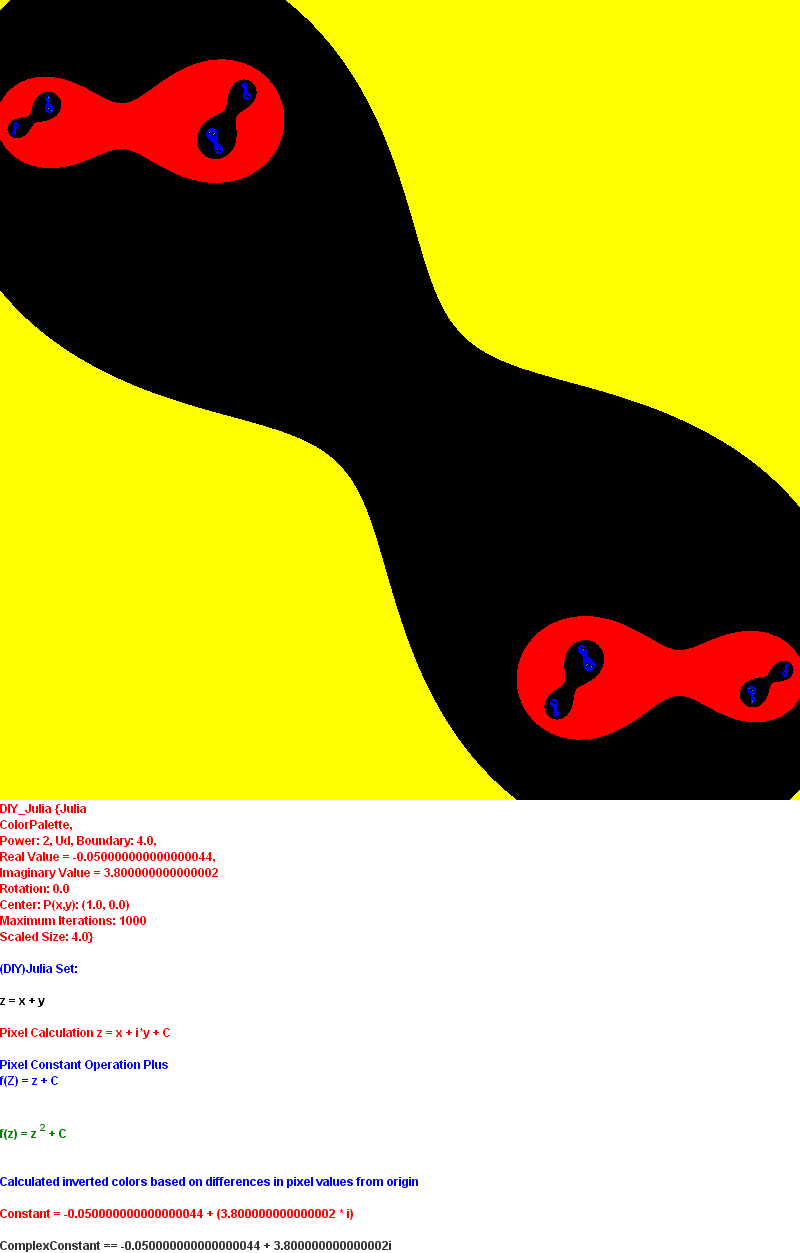 DIY_Julia {Julia
ColorPalette,
Power: 2, Ud, Boundary: 4.0,
Real Value = -0.050000000000000044,
Imaginary Value = 3.800000000000002
Rotation: 0.0
Center: P(x,y): (1.0, 0.0)
Maximum Iterations: 1000
Scaled Size: 4.0}
(DIY)Julia Set:
z = x + y
Pixel Calculation z = x + i*y + C
Pixel Constant Operation Plus
f(Z) = z + C
f(z) = z 2 + C
Calculated inverted colors based on differences in pixel values from origin
Constant = -0.050000000000000044 + (3.800000000000002 * i)
ComplexConstant == -0.050000000000000044 + 3.800000000000002i